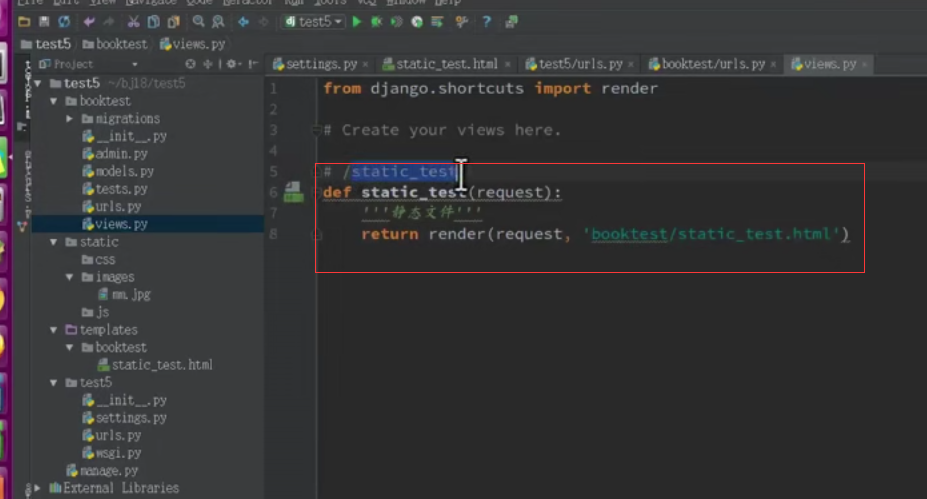 File Edit View Navigate Code Refactor Run Tools VCS Window Help
test5
test5 booktest views.py
Project settings.py static_test.html test5/urls.py booktest/urls.py views.py
test5 ~/bj18/test5
booktest
migrations
__init__.py
admin.py
models.py
tests.py
urls.py
views.py
static
css
images
mm.jpg
js
templates
booktest
static_test.html
test5
__init__.py
settings.py
urls.py
wsgi.py
manage.py
External Libraries
1 from django.shortcuts import render
2
3 # Create your views here.
4
5 # /static_test
6 def static_test(request):
7 '''静态文件'''
8 return render(request, 'booktest/static_test.html')